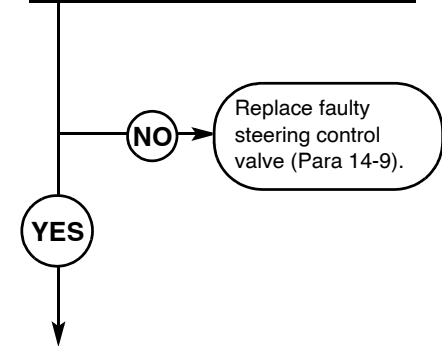 NO
Replace faulty
steering control
valve (Para 14-9).
YES